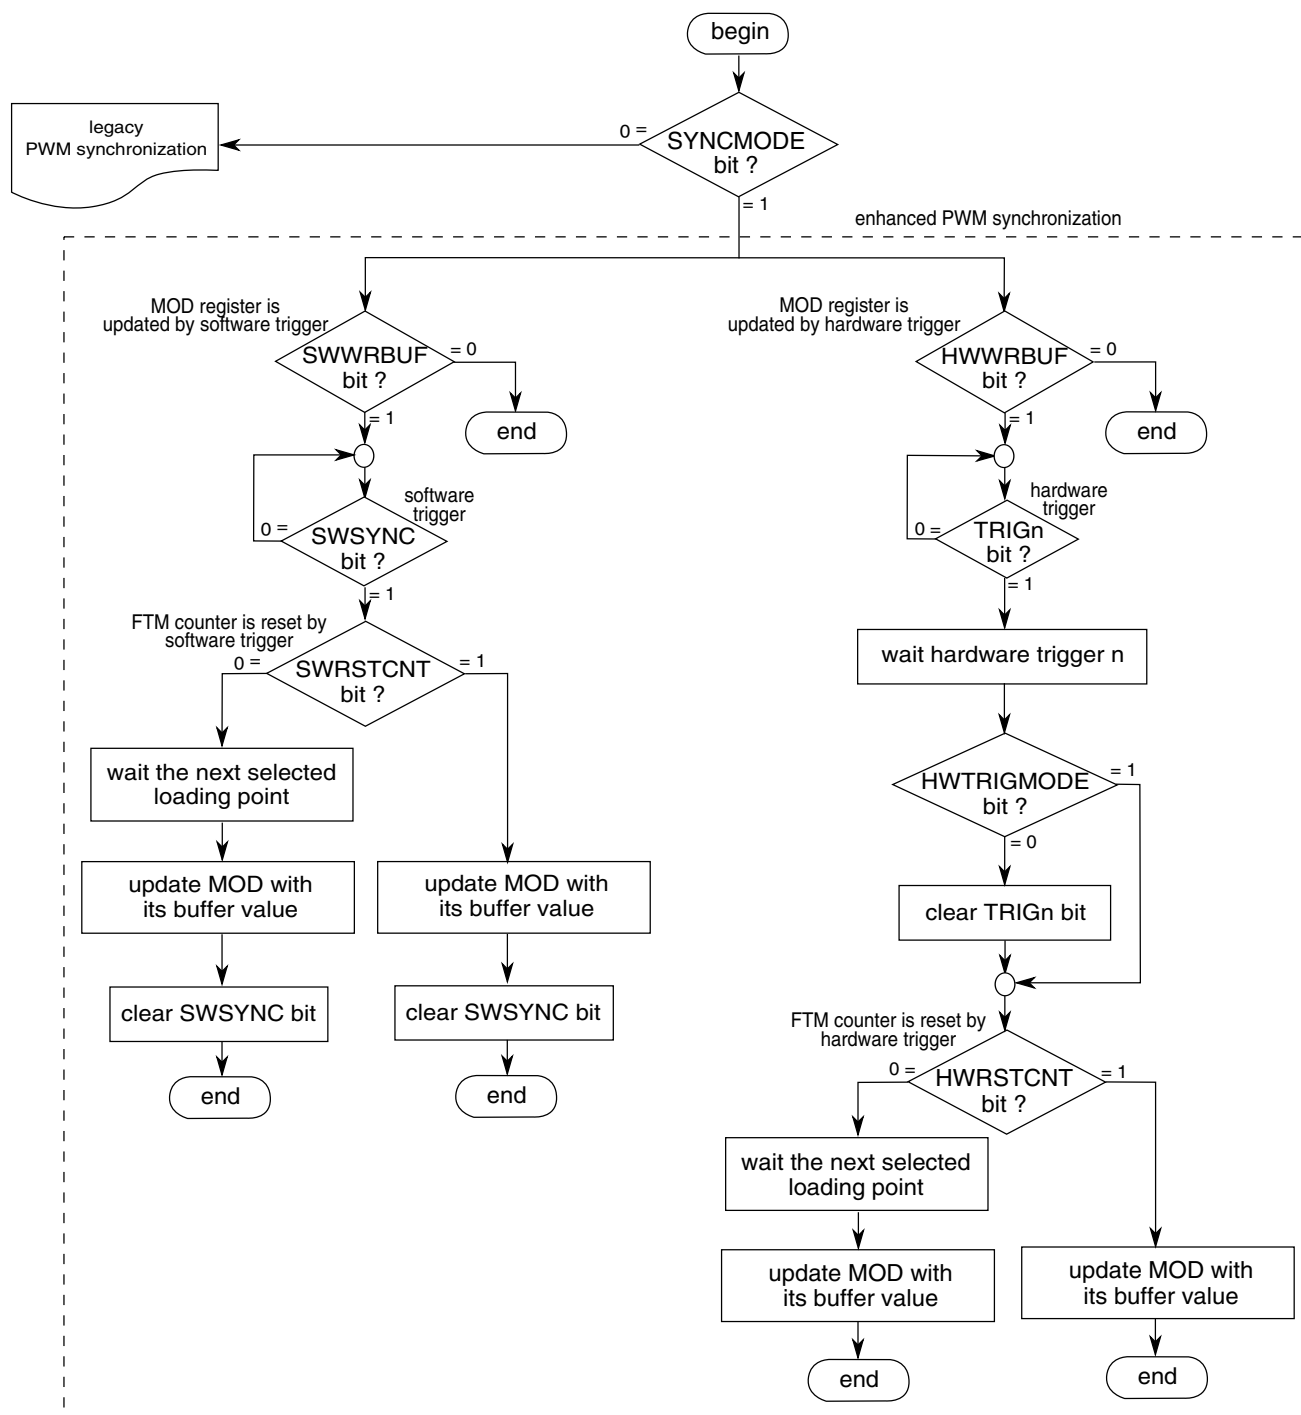 begin
legacy
PWM synchronization
0 =
SYNCMODE
bit ?
= 1
enhanced PWM synchronization
MOD register is
updated by software trigger
SWWRBUF
bit ?
= 0
end
= 1
software
trigger
0 =
SWSYNC
bit ?
= 1
FTM counter is reset by
software trigger
0 =
SWRSTCNT
bit ?
= 1
wait the next selected
loading point
update MOD with
its buffer value
clear SWSYNC bit
end
update MOD with
its buffer value
clear SWSYNC bit
end
MOD register is
updated by hardware trigger
HWWRBUF
bit ?
= 0
end
= 1
hardware
trigger
0 =
TRIGn
bit ?
= 1
wait hardware trigger n
HWTRIGMODE
bit ?
= 1
= 0
clear TRIGn bit
FTM counter is reset by
hardware trigger
0 =
HWRSTCNT
bit ?
= 1
wait the next selected
loading point
update MOD with
its buffer value
end
update MOD with
its buffer value
end